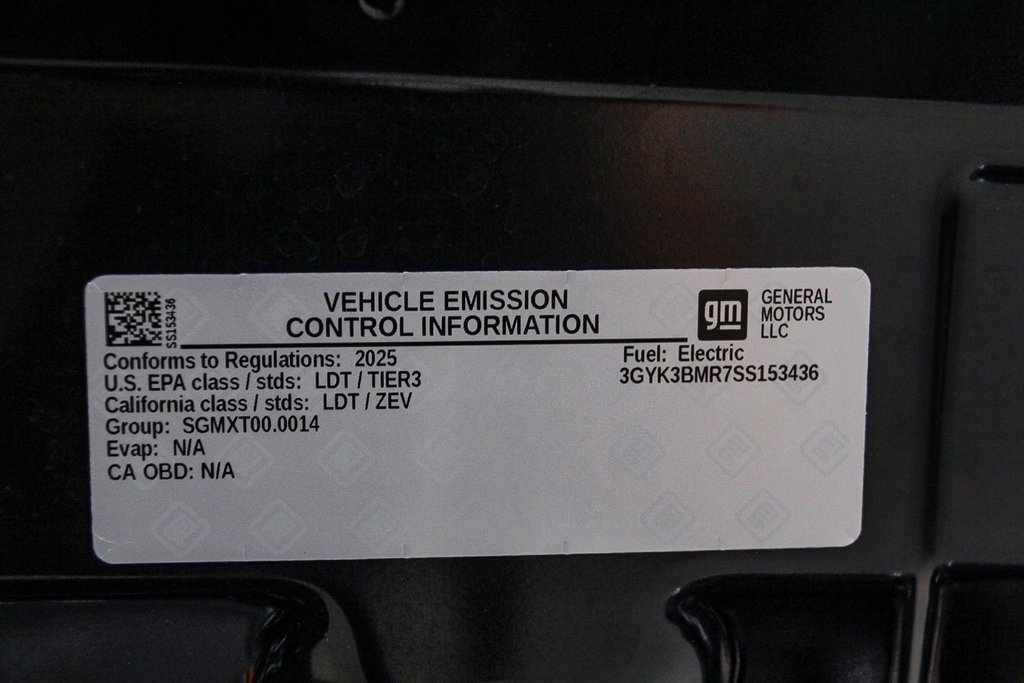 SS153436
VEHICLE EMISSION
CONTROL INFORMATION
gm
GENERAL
MOTORS
LLC
Conforms to Regulations: 2025
U.S. EPA class / stds: LDT / TIER3
California class / stds: LDT / ZEV
Group: SGMXT00.0014
Evap: N/A
CA OBD: N/A
Fuel: Electric
3GYK3BMR7SS153436